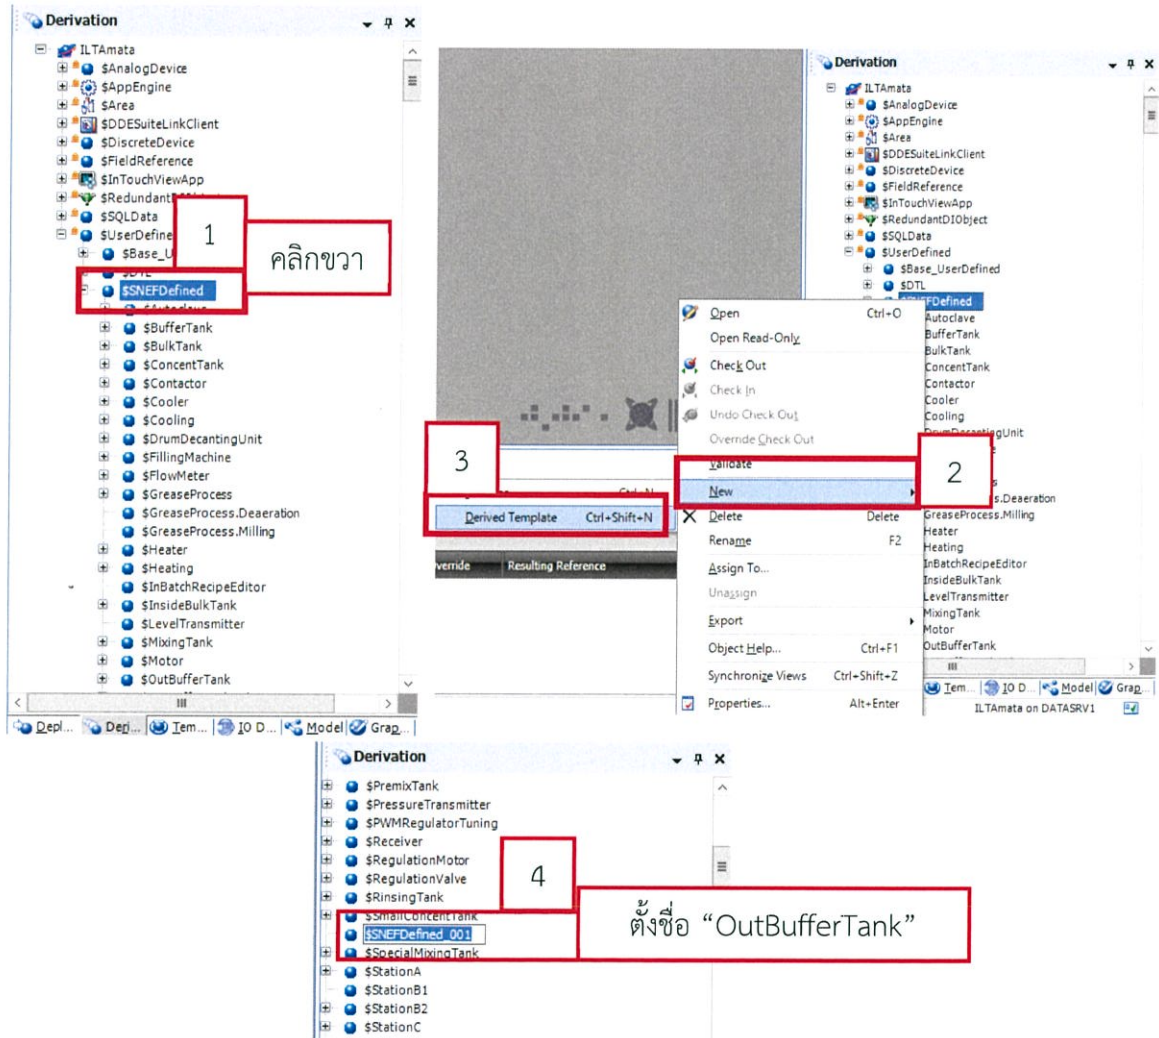 Derivation
ILTAmata
$AnalogDevice
$AppEngine
$Area
$DDESuiteLinkClient
$DiscreteDevice
$FieldReference
$InTouchViewApp
$SQLData
1
คลิกขวา
$SNEFDefined
$BufferTank
$BulkTank
$ConcentTank
$Contactor
$Cooler
$Cooling
$DrumDecantingUnit
$FillingMachine
$FlowMeter
$GreaseProcess
$GreaseProcess.Deaeration
$GreaseProcess.Milling
$Heater
$Heating
$InBatchRecipeEditor
$InsideBulkTank
$LevelTransmitter
$MixingTank
$Motor
$OutBufferTank
Depl... Deri... Tem... IO D... Model Grap...
3
Derived Template Ctrl+Shift+N
Resulting Reference
Open Ctrl+O
Open Read-Only
Check Out
Check In
Undo Check Out
Override Check Out
Validate
New
2
Delete Delete
Rename F2
Assign To...
Unassign
Export
Object Help... Ctrl+F1
Synchronize Views Ctrl+Shift+Z
Properties... Alt+Enter
Derivation
ILTAmata
$AnalogDevice
$AppEngine
$Area
$DDESuiteLinkClient
$DiscreteDevice
$FieldReference
$InTouchViewApp
$RedundantDIObject
$SQLData
$UserDefined
$Base_UserDefined
$DTL
Autoclave
BufferTank
BulkTank
ConcentTank
Contactor
Cooler
Cooling
DrumDecantingUnit
GreaseProcess.Milling
Heater
Heating
InBatchRecipeEditor
InsideBulkTank
LevelTransmitter
MixingTank
Motor
OutBufferTank
Tem... IO D... Model Grap...
ILTAmata on DATASRV1
Derivation
$PremixTank
$PressureTransmitter
$PWMRegulatorTuning
$Receiver
$RegulationMotor
$RegulationValve
$RinsingTank
4
$SmallConcentTank
$SNEFDefined_001
ตั้งชื่อ “OutBufferTank”
$SpecialMixingTank
$StationA
$StationB1
$StationB2
$StationC